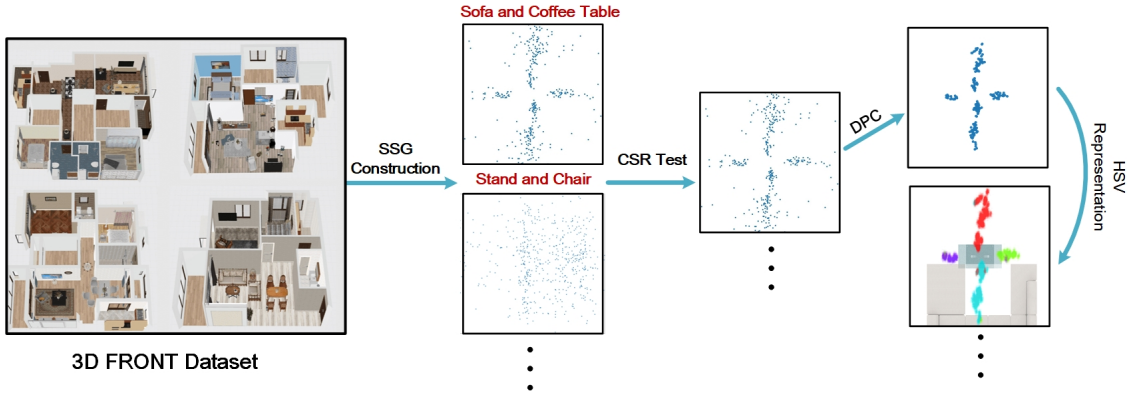 Sofa and Coffee Table
SSG
Construction
Stand and Chair
CSR Test
DPC
HSV
Representation
3D FRONT Dataset